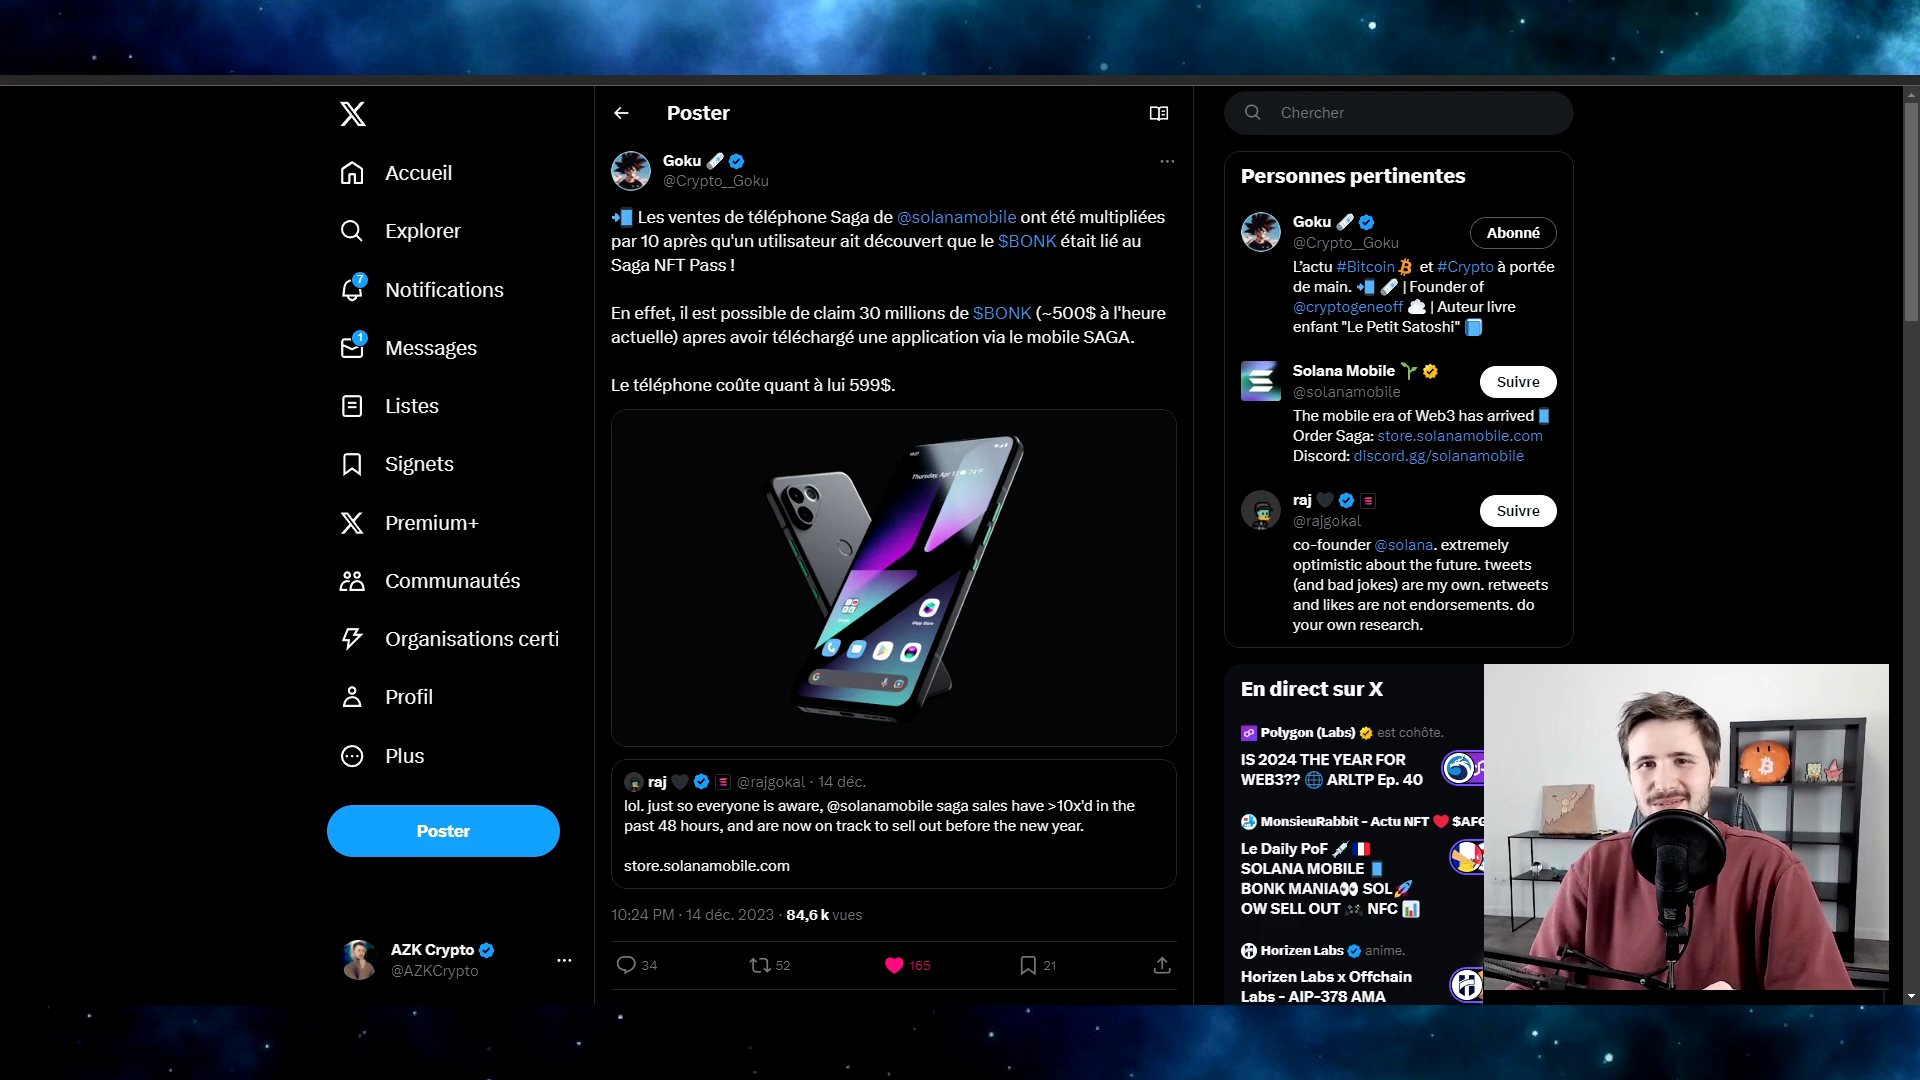 Accueil
Explorer
7
Notifications
1
Messages
Listes
Signets
Premium+
Communautés
Organisations certi
Profil
Plus
Poster
AZK Crypto
@AZKCrypto
Poster
Goku
@Crypto__Goku
Les ventes de téléphone Saga de @solanamobile ont été multipliées
par 10 après qu'un utilisateur ait découvert que le $BONK était lié au
Saga NFT Pass !
En effet, il est possible de claim 30 millions de $BONK (~500$ à l'heure
actuelle) apres avoir téléchargé une application via le mobile SAGA.
Le téléphone coûte quant à lui 599$.
raj @rajgokal · 14 déc.
lol. just so everyone is aware, @solanamobile saga sales have >10x'd in the
past 48 hours, and are now on track to sell out before the new year.
store.solanamobile.com
10:24 PM · 14 déc. 2023 · 84,6 k vues
34
52
165
21
Chercher
Personnes pertinentes
Goku
@Crypto__Goku
Abonné
L'actu #Bitcoin et #Crypto à portée
de main. | Founder of
@cryptogeneoff | Auteur livre
enfant "Le Petit Satoshi"
Solana Mobile
@solanamobile
Suivre
The mobile era of Web3 has arrived
Order Saga: store.solanamobile.com
Discord: discord.gg/solanamobile
raj
@rajgokal
Suivre
co-founder @solana. extremely
optimistic about the future. tweets
(and bad jokes) are my own. retweets
and likes are not endorsements. do
your own research.
En direct sur X
Polygon (Labs) est cohôte.
IS 2024 THE YEAR FOR
WEB3?? ARLTP Ep. 40
MonsieuRabbit - Actu NFT $AFG
Le Daily PoF
SOLANA MOBILE
BONK MANIA SOL
OW SELL OUT NFC
Horizen Labs anime.
Horizen Labs x Offchain
Labs - AIP-378 AMA